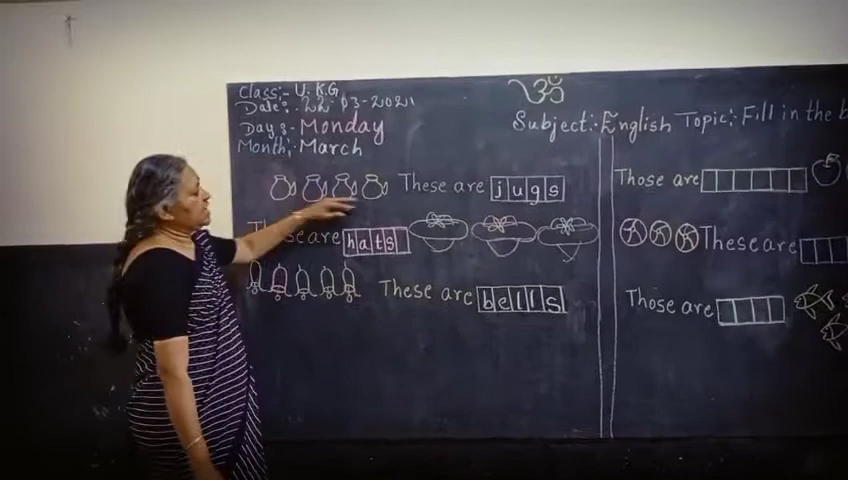 Class:- U.K.G
Date:- 22-03-2021
Day:- Monday
Month:- March
ॐ
Subject:- English Topic:- Fill in the
These are jugs
These are hats
These are bells
Those are
These are
Those are